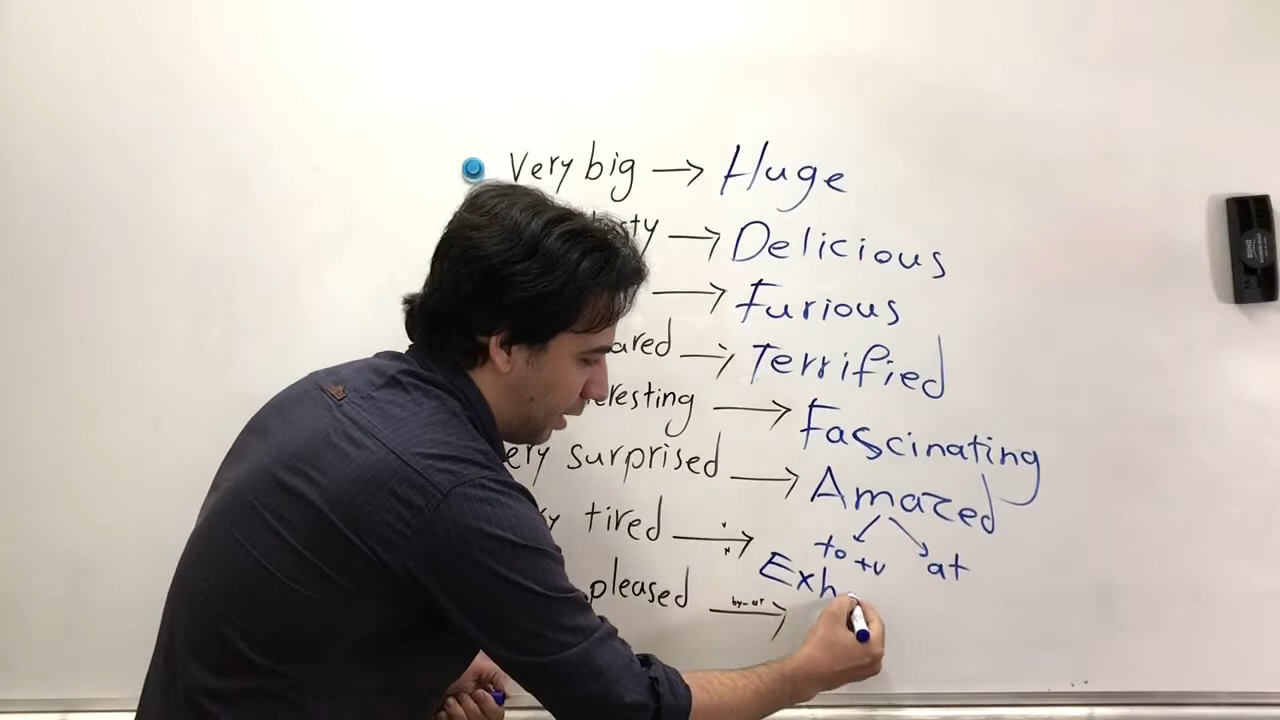 Very big → Huge
→ Delicious
→ Furious
→ Terrified
→ Fascinating
surprised → Amazed
tired → to +v at
Exh
pleased →